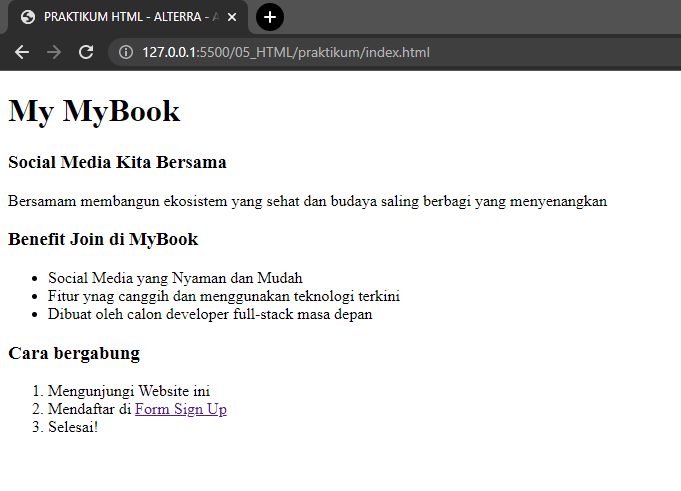 PRAKTIKUM HTML - ALTERRA -
127.0.0.1:5500/05_HTML/praktikum/index.html
My MyBook
Social Media Kita Bersama
Bersamam membangun ekosistem yang sehat dan budaya saling berbagi yang menyenangkan
Benefit Join di MyBook
• Social Media yang Nyaman dan Mudah
• Fitur ynag canggih dan menggunakan teknologi terkini
• Dibuat oleh calon developer full-stack masa depan
Cara bergabung
1. Mengunjungi Website ini
2. Mendaftar di Form Sign Up
3. Selesai!